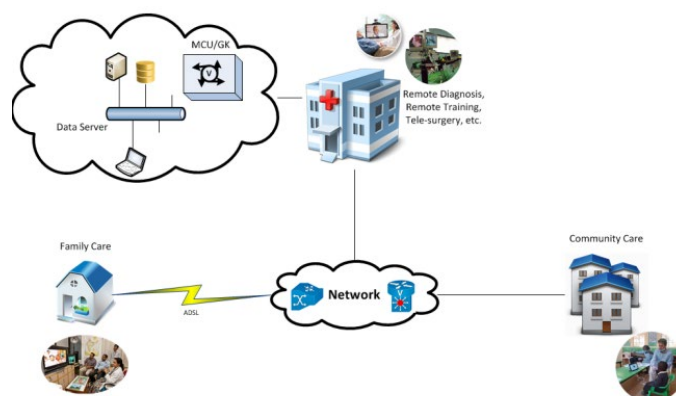 MCU/GK
V
Data Server
Remote Diagnosis,
Remote Training,
Tele-surgery, etc.
Family Care
Community Care
ADSL
Network
V